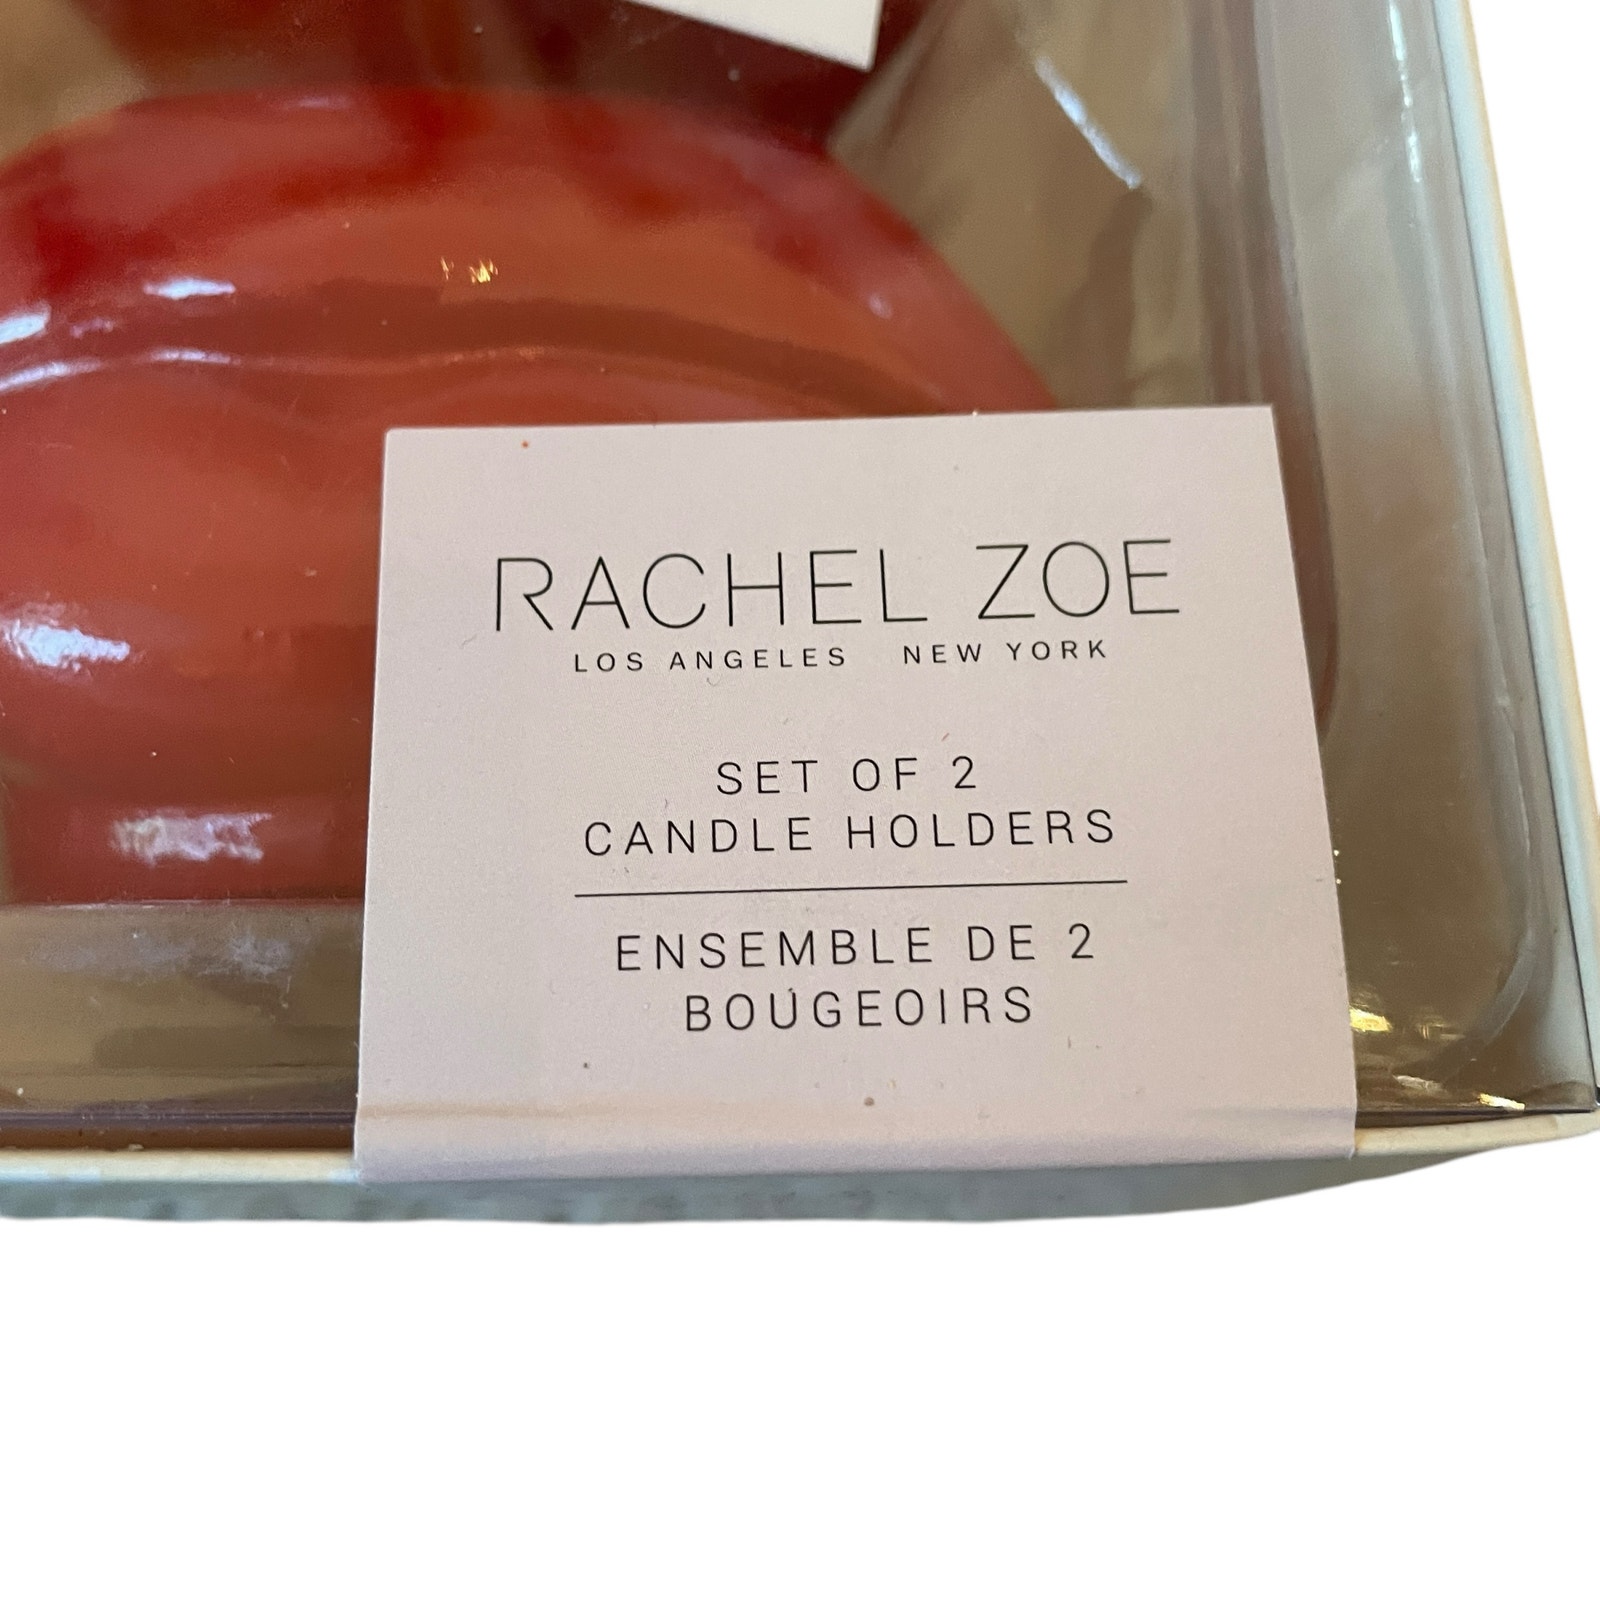 RACHEL ZOE
LOS ANGELES NEW YORK
SET OF 2
CANDLE HOLDERS
ENSEMBLE DE 2
BOUGEOIRS